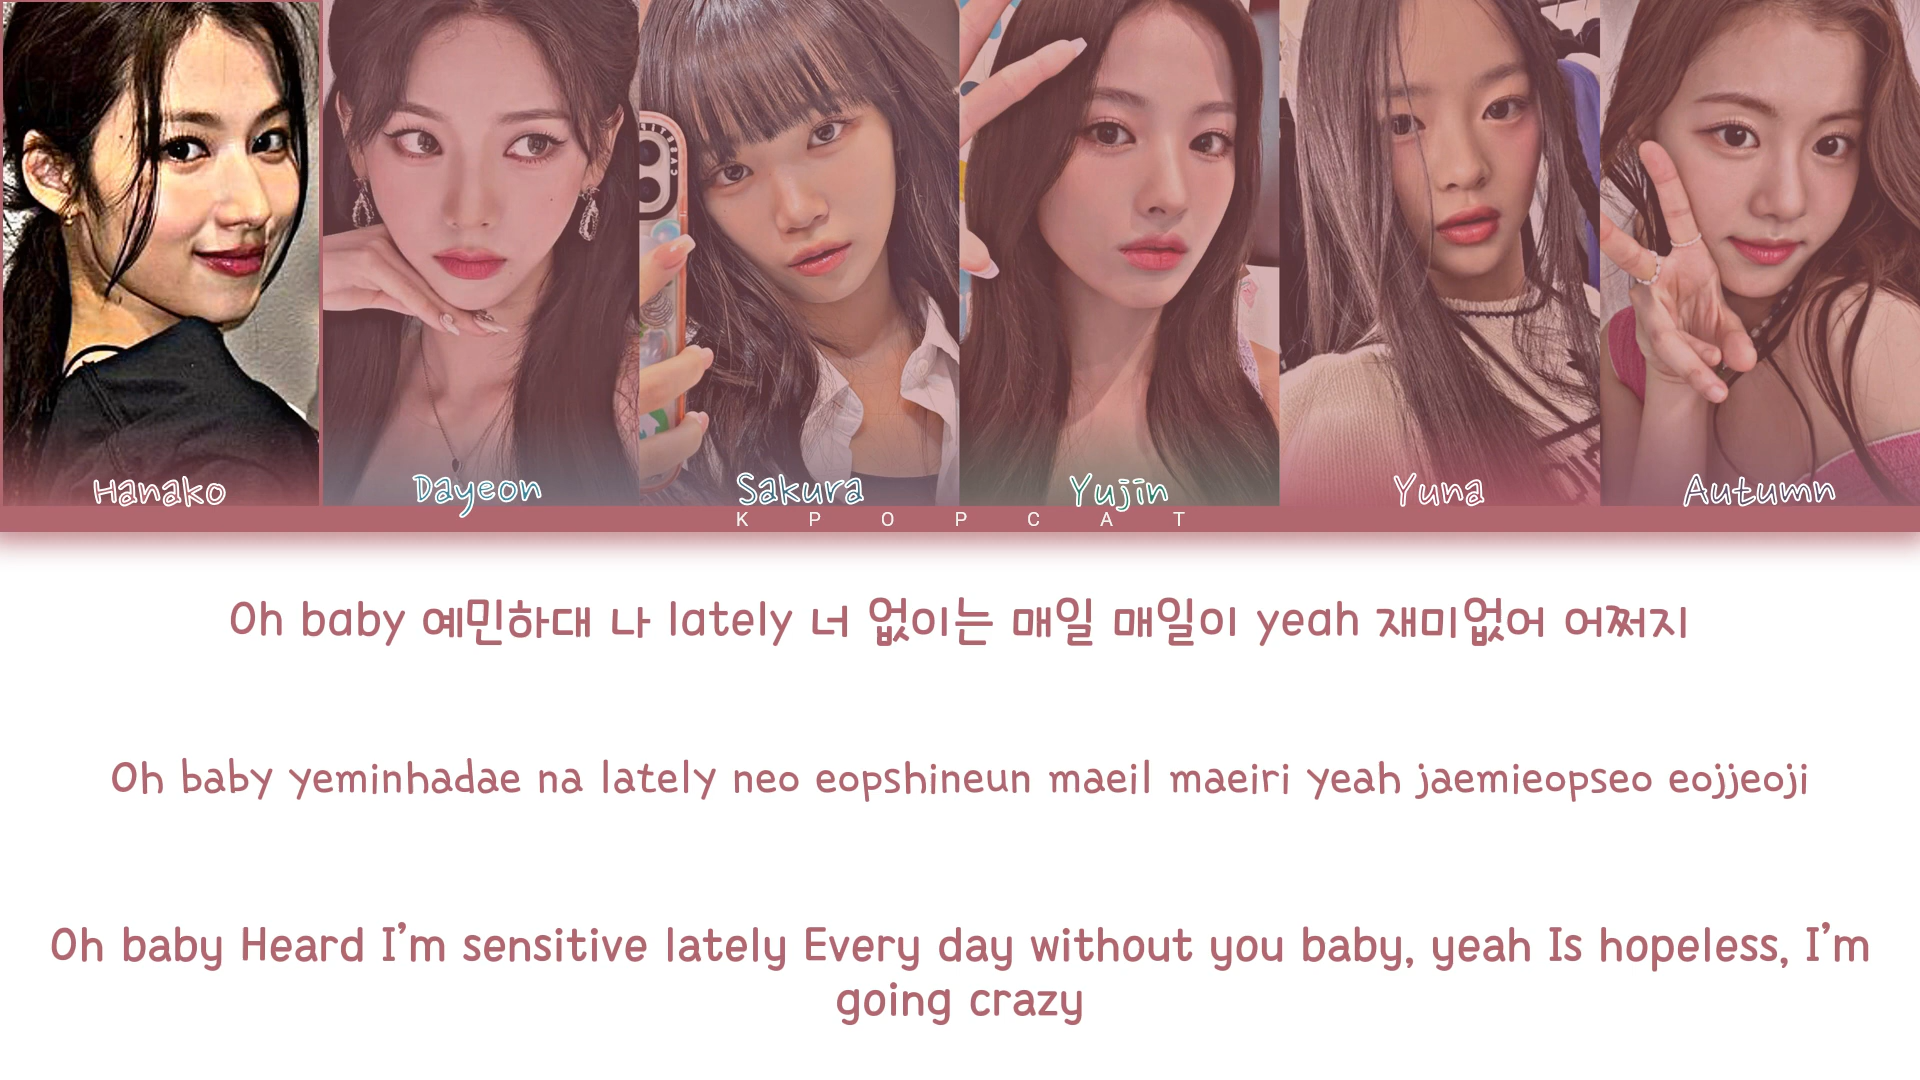 CASETiFY
Hanako
Dayeon
Sakura
Yujin
Yuna
Autumn
K P O P C A T
Oh baby 예민하대 나 lately 너 없이는 매일 매일이 yeah 재미없어 어쩌지
Oh baby yeminhadae na lately neo eopshineun maeil maeiri yeah jaemieopseo eojjeoji
Oh baby Heard I’m sensitive lately Every day without you baby, yeah Is hopeless, I’m
going crazy